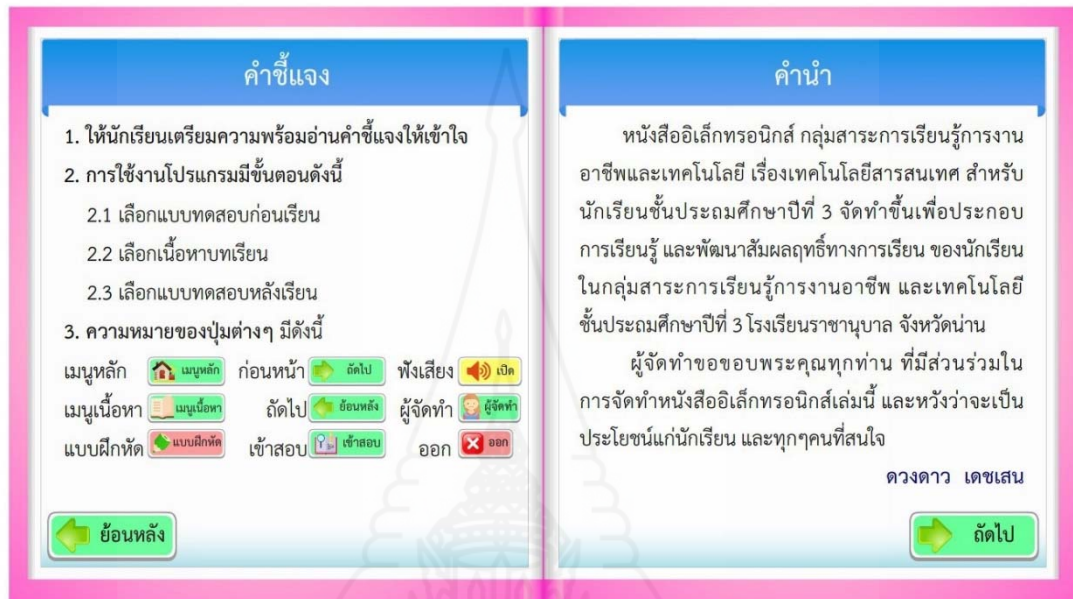 คำชี้แจง
1. ให้นักเรียนเตรียมความพร้อมอ่านคำชี้แจงให้เข้าใจ
2. การใช้งานโปรแกรมมีขั้นตอนดังนี้
2.1 เลือกแบบทดสอบก่อนเรียน
2.2 เลือกเนื้อหาบทเรียน
2.3 เลือกแบบทดสอบหลังเรียน
3. ความหมายของปุ่มต่างๆ มีดังนี้
เมนูหลัก เมนูหลัก ก่อนหน้า ถัดไป ฟังเสียง เปิด
เมนูเนื้อหา เมนูเนื้อหา ถัดไป ย้อนหลัง ผู้จัดทำ ผู้จัดทำ
แบบฝึกหัด แบบฝึกหัด เข้าสอบ เข้าสอบ ออก ออก
ย้อนหลัง
คำนำ
หนังสืออิเล็กทรอนิกส์ กลุ่มสาระการเรียนรู้การงาน
อาชีพและเทคโนโลยี เรื่องเทคโนโลยีสารสนเทศ สำหรับ
นักเรียนชั้นประถมศึกษาปีที่ 3 จัดทำขึ้นเพื่อประกอบ
การเรียนรู้ และพัฒนาสัมผลฤทธิ์ทางการเรียน ของนักเรียน
ในกลุ่มสาระการเรียนรู้การงานอาชีพ และเทคโนโลยี
ชั้นประถมศึกษาปีที่ 3 โรงเรียนราชานุบาล จังหวัดน่าน
ผู้จัดทำขอขอบพระคุณทุกท่าน ที่มีส่วนร่วมใน
การจัดทำหนังสืออิเล็กทรอนิกส์เล่มนี้ และหวังว่าจะเป็น
ประโยชน์แก่นักเรียน และทุกๆคนที่สนใจ
ดวงดาว เดชเสน
ถัดไป